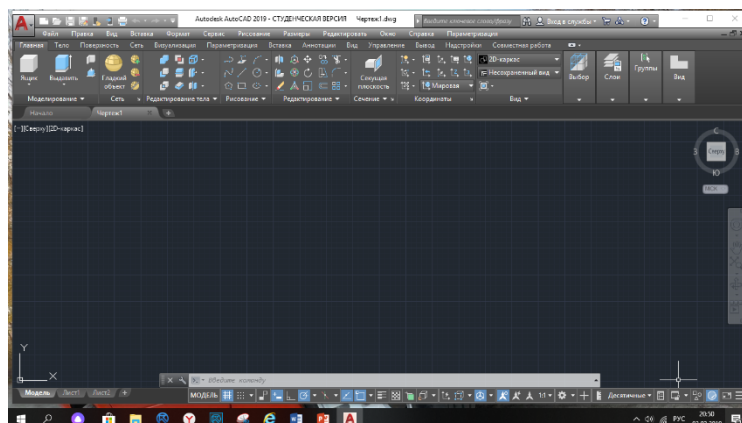 Autodesk AutoCAD 2019 - СТУДЕНЧЕСКАЯ ВЕРСИЯ Чертеж1.dwg Введите ключевое слово/фразу Вход в службы
Файл Правка Вид Вставка Формат Сервис Рисование Размеры Редактировать Окно Справка Параметризация
Главная Тело Поверхность Сеть Визуализация Параметризация Вставка Аннотации Вид Управление Вывод Надстройки Совместная работа
2D-каркас
Несохраненный вид
Мировая
Ящик Выдавить Гладкий объект Секущая плоскость Выбор Слои Группы Вид
Моделирование Сеть Редактирование тела Рисование Редактирование Сечение Координаты Вид
Начало Чертеж1
[-][Сверху][2D-каркас]
С
З Сверху В
Ю
МСК
Y
X
Введите команду
Модель Лист1 Лист2 + МОДЕЛЬ 1:1 Десятичные
РУС 20:50